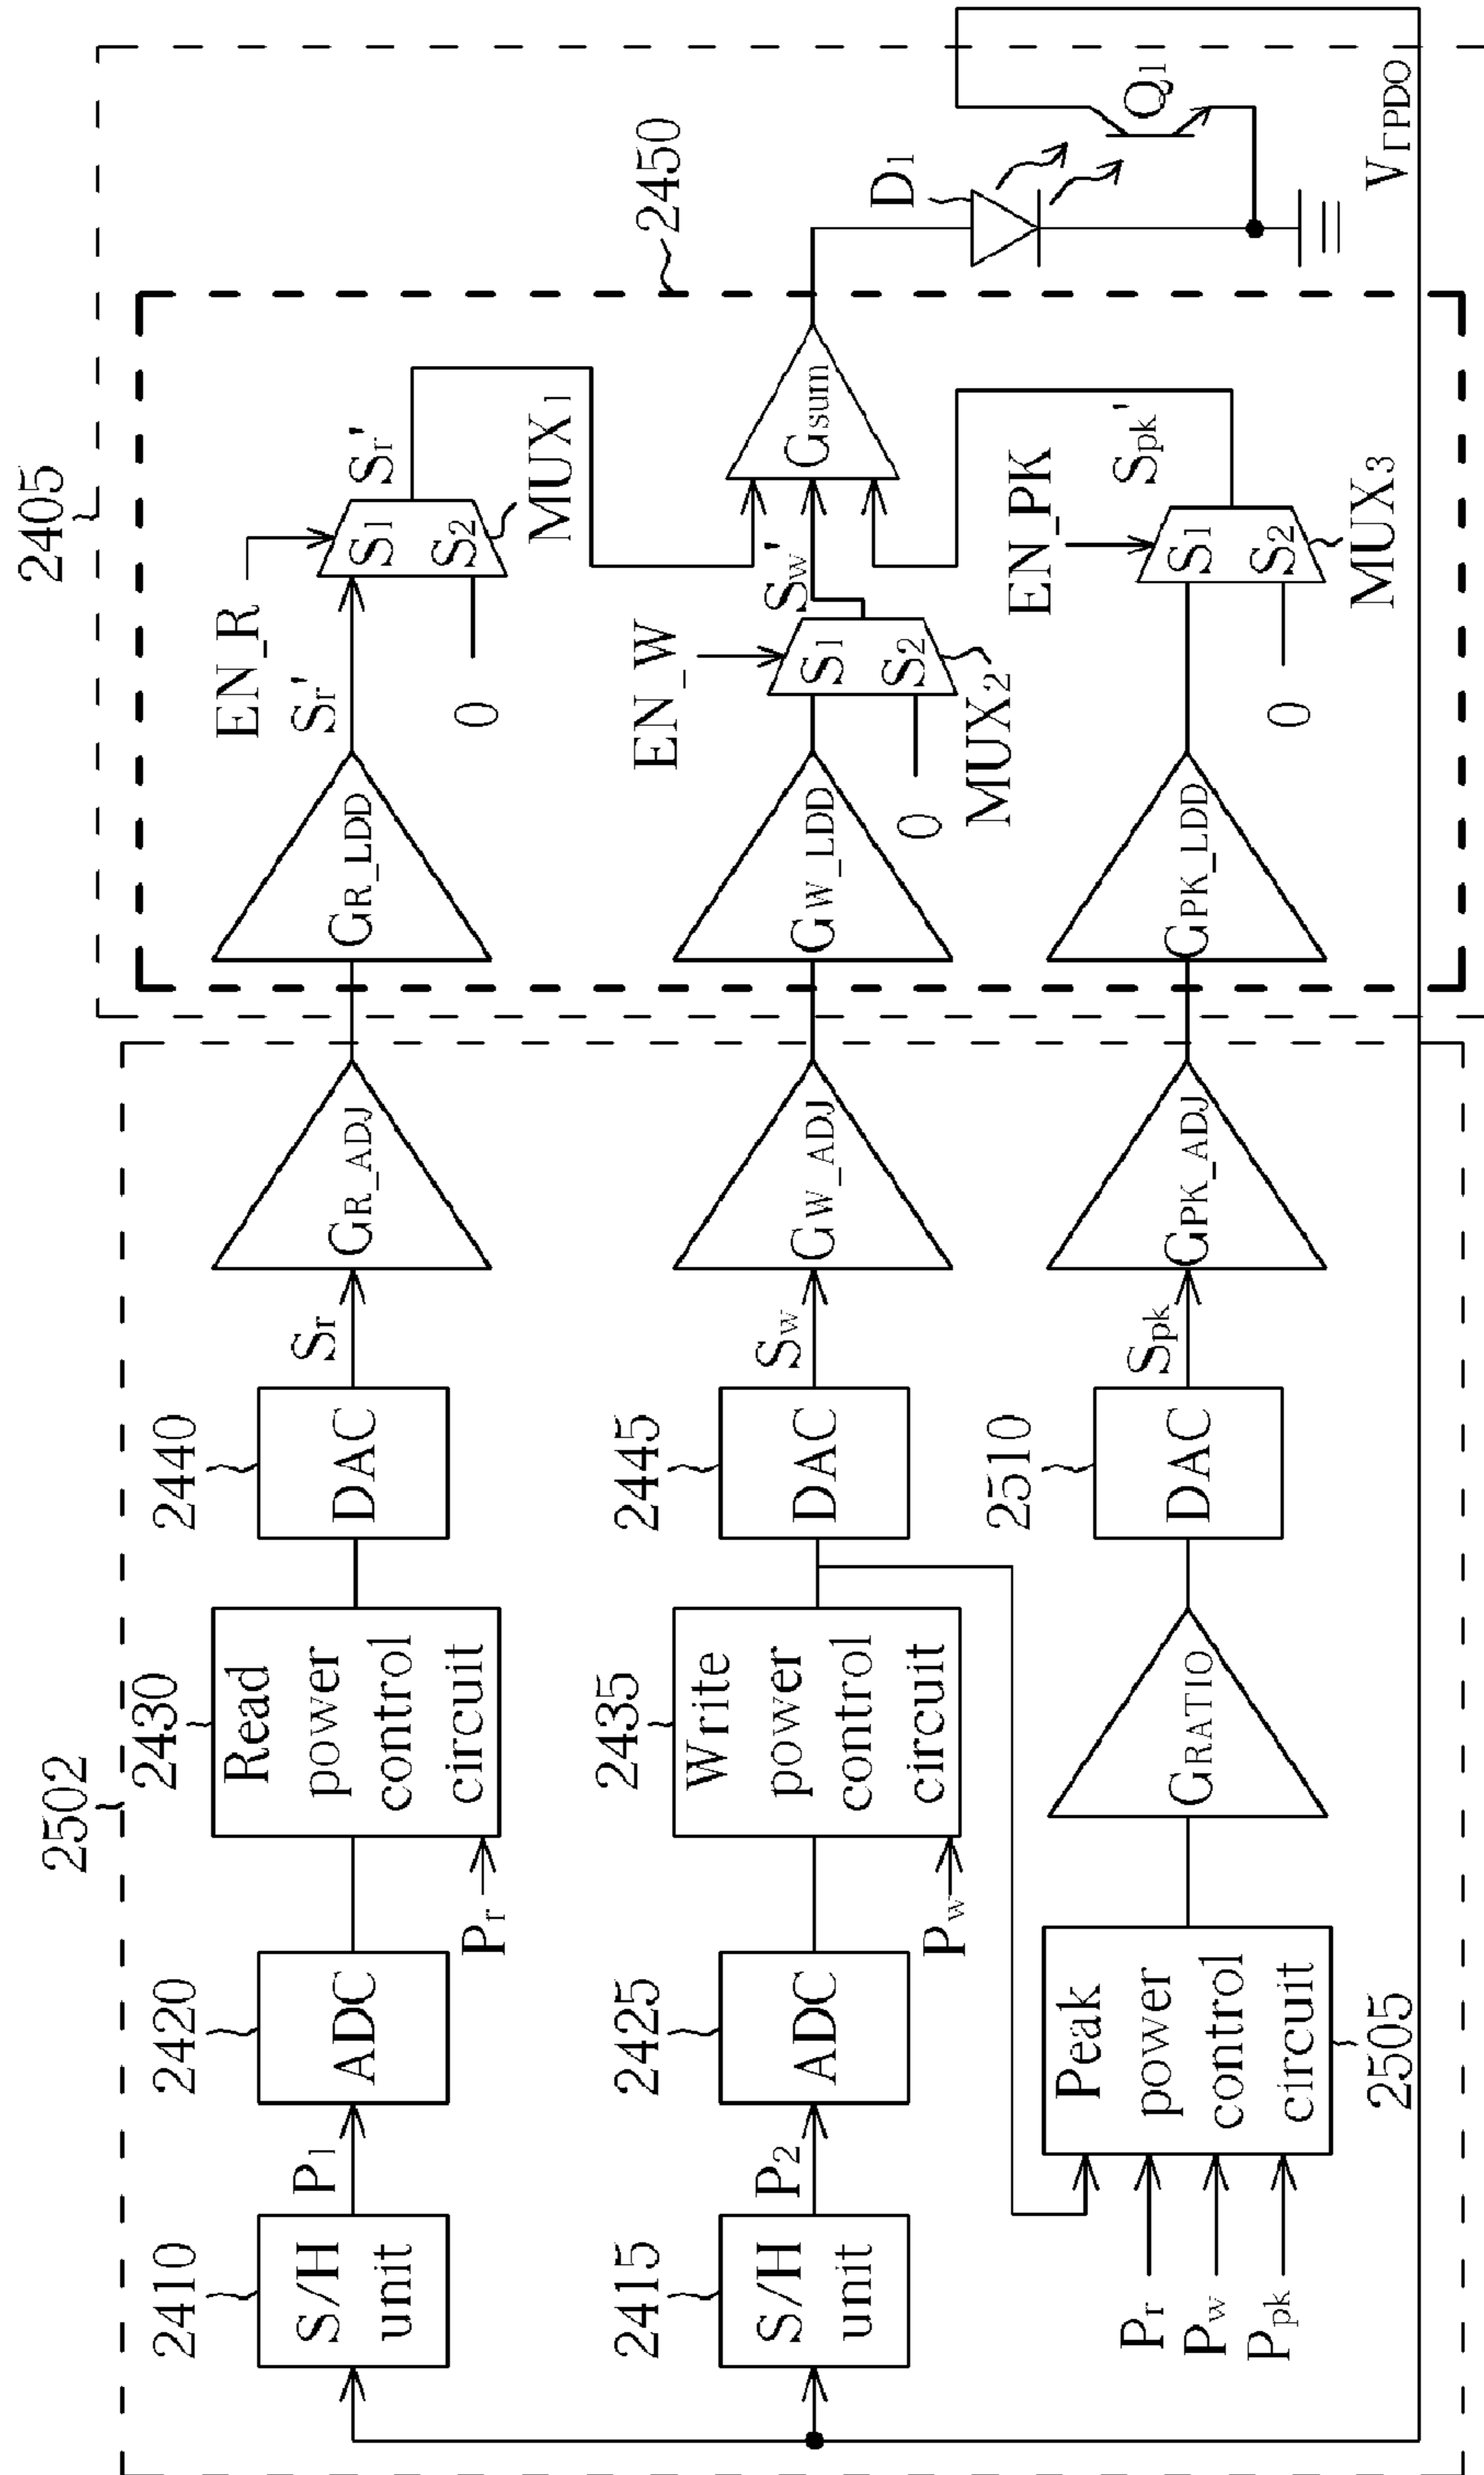 2502
2405
2410
S/H
unit
P1
2420
ADC
2430
Read
power
control
circuit
Pr
2440
DAC
Sr
GR_ADJ
GR_LDD
EN_R
Sr'
0
S1
S2
Sr'
MUX1
2450
2415
S/H
unit
P2
2425
ADC
2435
Write
power
control
circuit
Pw
2445
DAC
Sw
GW_ADJ
GW_LDD
EN_W
0
S1
S2
Sw'
MUX2
Gsum
D1
Q1
Pr
Pw
Ppk
Peak
power
control
circuit
2505
GRATIO
2510
DAC
Spk
GPK_ADJ
GPK_LDD
EN_PK
0
S1
S2
Spk'
MUX3
VFPDO